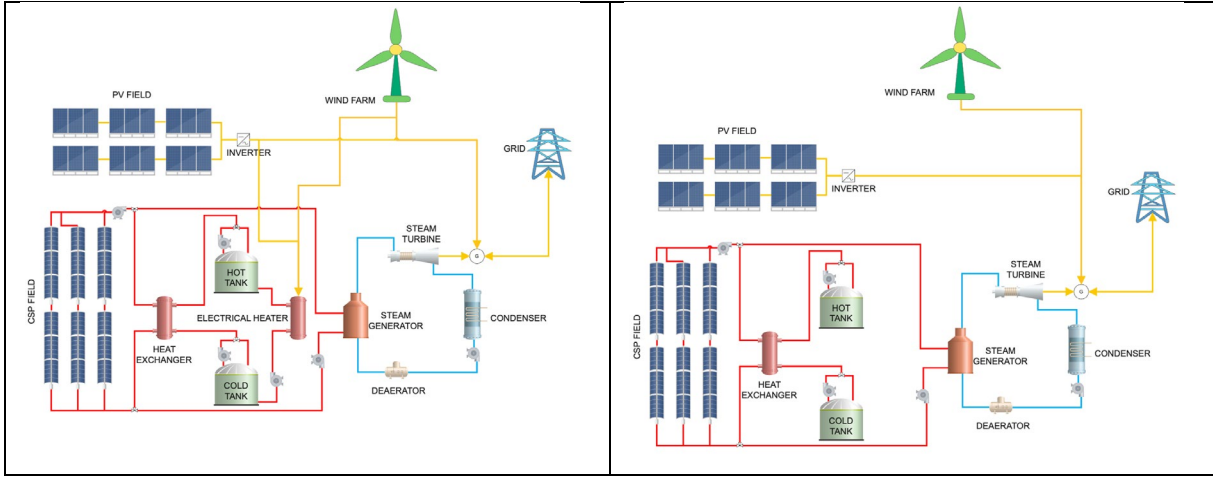 WIND FARM
PV FIELD
INVERTER
GRID
STEAM
TURBINE
G
HOT
TANK
CSP FIELD
ELECTRICAL HEATER
STEAM
GENERATOR
CONDENSER
HEAT
EXCHANGER
COLD
TANK
DEAERATOR
WIND FARM
PV FIELD
INVERTER
GRID
STEAM
TURBINE
G
HOT
TANK
CSP FIELD
STEAM
GENERATOR
CONDENSER
HEAT
EXCHANGER
COLD
TANK
DEAERATOR